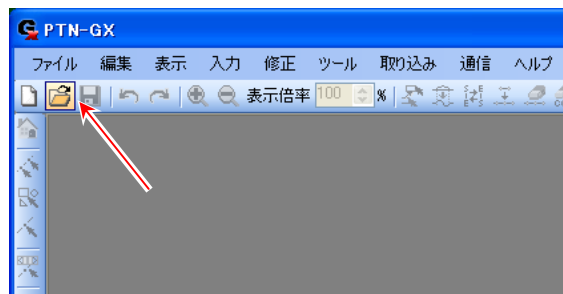 PTN-GX
ファイル 編集 表示 入力 修正 ツール 取り込み 通信 ヘルプ
表示倍率 100 %